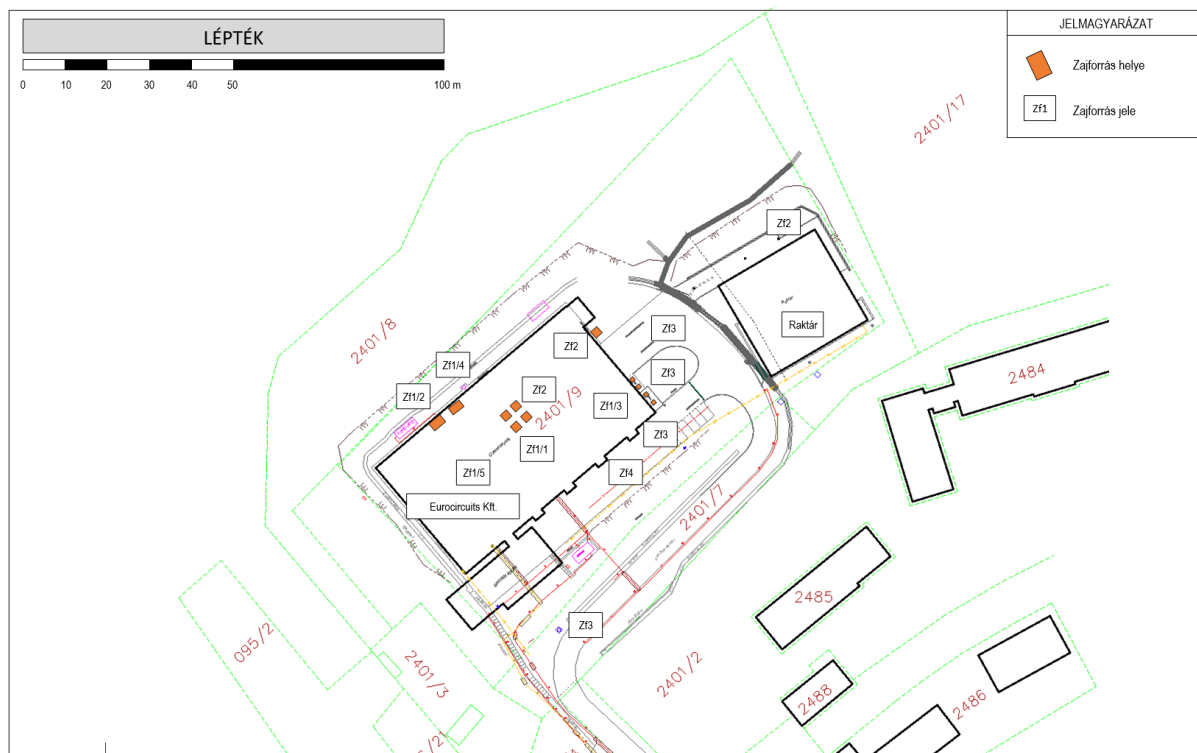 LÉPTÉK
0 10 20 30 40 50 100 m
JELMAGYARÁZAT
Zajforrás helye
Zf1 Zajforrás jele
2401/17
Zf2
2401/8
Raktár
Zf3
Zf2
Zf1/4
Zf3
2484
Zf1/2
Zf2
2401/9
Zf1/3
Zf3
Zf1/1
Zf1/5
Zf4
Eurocircuits Kft.
2401/7
2485
Zf3
095/2
2401/3
2401/2
2488
2486